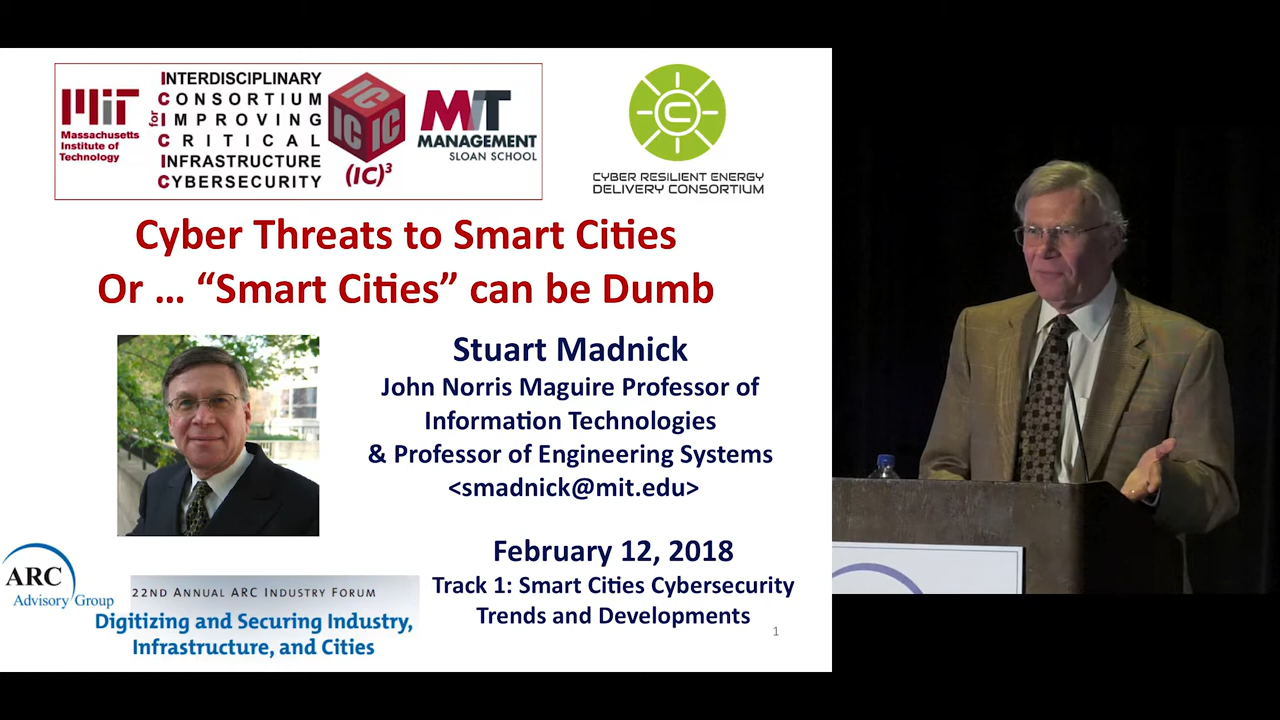 MIT
Massachusetts
Institute of
Technology
INTERDISCIPLINARY
CONSORTIUM
for
IMPROVING
CRITICAL
INFRASTRUCTURE
CYBERSECURITY
IC
IC IC
(IC)³
MIT
MANAGEMENT
SLOAN SCHOOL
C
CYBER RESILIENT ENERGY
DELIVERY CONSORTIUM
Cyber Threats to Smart Cities
Or ... “Smart Cities” can be Dumb
Stuart Madnick
John Norris Maguire Professor of
Information Technologies
& Professor of Engineering Systems
<smadnick@mit.edu>
February 12, 2018
Track 1: Smart Cities Cybersecurity
Trends and Developments
1
ARC
Advisory Group
22ND ANNUAL ARC INDUSTRY FORUM
Digitizing and Securing Industry,
Infrastructure, and Cities